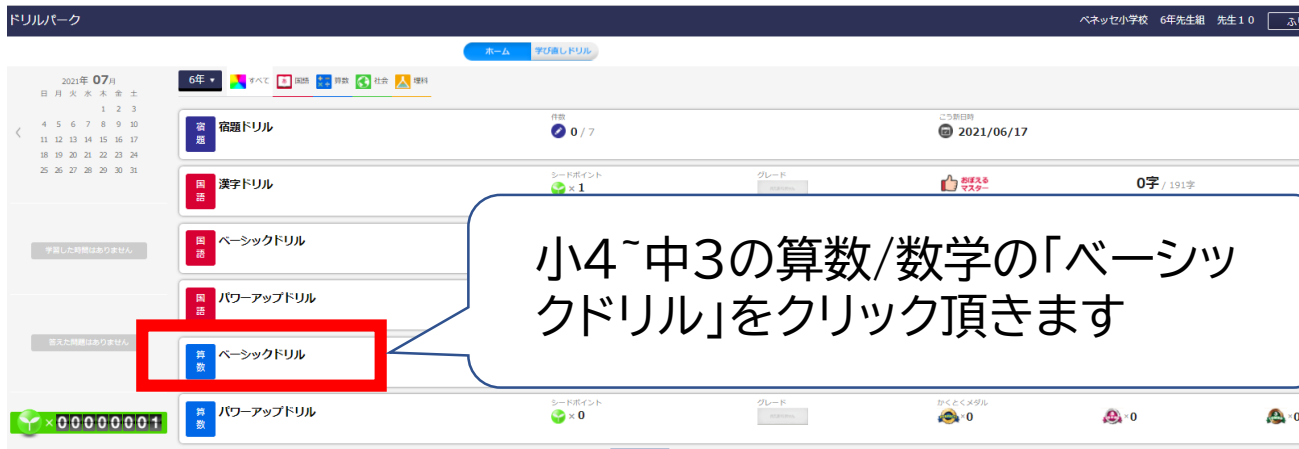 ドリルパーク
ベネッセ小学校 6年先生組 先生10 ふり
ホーム 学び直しドリル
2021年 07月
日 月 火 水 木 金 土
1 2 3
4 5 6 7 8 9 10
11 12 13 14 15 16 17
18 19 20 21 22 23 24
25 26 27 28 29 30 31
6年 ▼ すべて 国語 算数 社会 理科
宿題 宿題ドリル 件数 0 / 7 こう新日時 2021/06/17
国語 漢字ドリル シードポイント × 1 グレード おぼえるマスター 0字 / 191字
国語 ベーシックドリル
国語 パワーアップドリル
算数 ベーシックドリル
小4~中3の算数/数学の「ベーシッ
クドリル」をクリック頂きます
学習した時間はありません
答えた問題はありません
算数 パワーアップドリル シードポイント × 0 グレード かくとくメダル ×0 ×0 ×0
×00000001